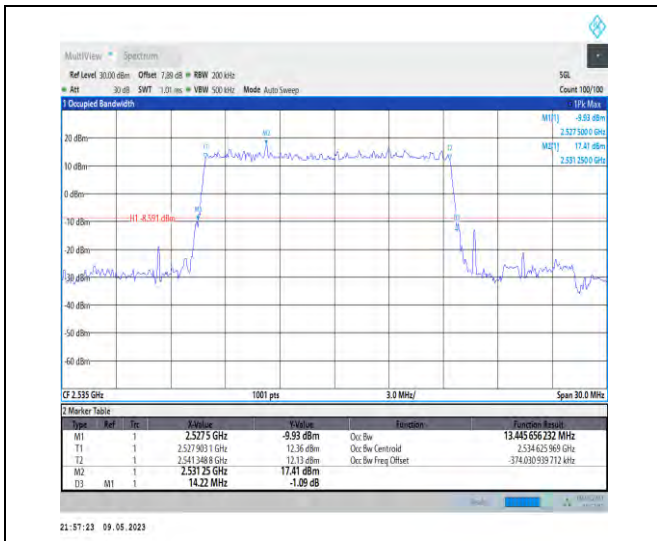 MultiView Spectrum
Ref Level 30.00 dBm Offset 7.89 dB RBW 200 kHz SGL
Att 30 dB SWT 1.01 ms VBW 500 kHz Mode Auto Sweep Count 100/100
1 Occupied Bandwidth 1Pk Max
M1[1] -9.93 dBm
2.527500 0 GHz
M2[1] 17.41 dBm
2.531250 0 GHz
20 dBm
T1 M2 T2
10 dBm
0 dBm
M1
H1 -8.591 dBm
-10 dBm
-20 dBm
-30 dBm
-40 dBm
-50 dBm
-60 dBm
CF 2.535 GHz 1001 pts 3.0 MHz/ Span 30.0 MHz
2 Marker Table
Type Ref Trc X-Value Y-Value Function Function Result
M1 1 2.5275 GHz -9.93 dBm Occ Bw 13.445 656 232 MHz
T1 1 2.527 903 1 GHz 12.36 dBm Occ Bw Centroid 2.534 625 969 GHz
T2 1 2.541 348 8 GHz 12.13 dBm Occ Bw Freq Offset -374.030 939 712 kHz
M2 1 2.531 25 GHz 17.41 dBm
D3 M1 1 14.22 MHz -1.09 dB
21:57:23 09.05.2023